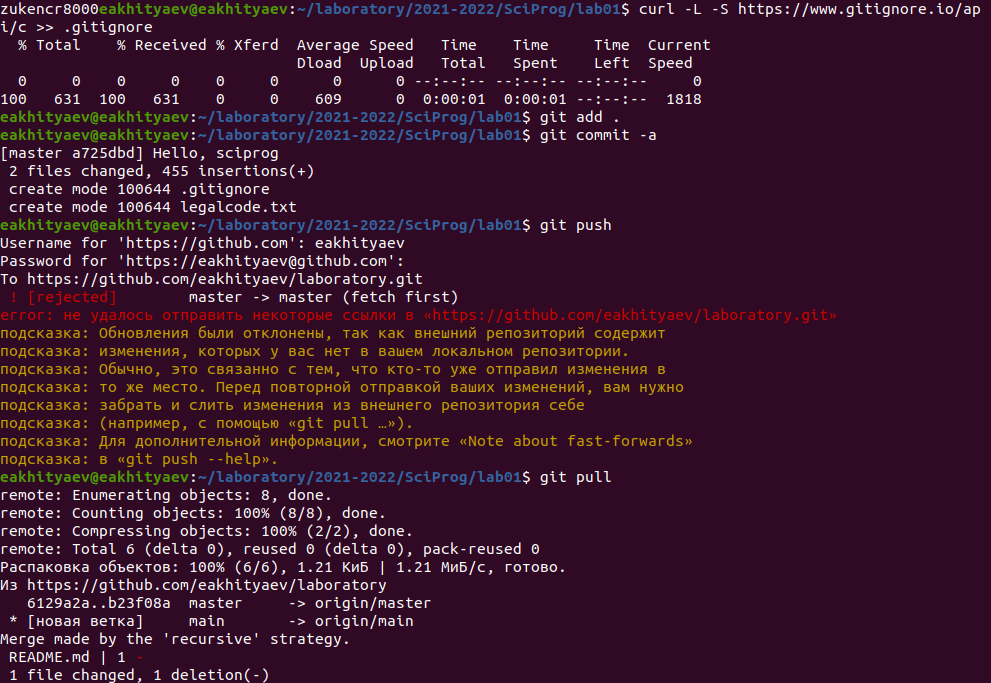 zukencr8000eakhityaev@eakhityaev:~/laboratory/2021-2022/SciProg/lab01$ curl -L -S https://www.gitignore.io/ap
i/c >> .gitignore
  % Total    % Received % Xferd  Average Speed   Time    Time     Time  Current
                                 Dload  Upload   Total   Spent    Left  Speed
  0     0    0     0    0     0      0      0 --:--:-- --:--:-- --:--:--     0
100   631  100   631    0     0    609      0  0:00:01  0:00:01 --:--:--  1818
eakhityaev@eakhityaev:~/laboratory/2021-2022/SciProg/lab01$ git add .
eakhityaev@eakhityaev:~/laboratory/2021-2022/SciProg/lab01$ git commit -a
[master a725dbd] Hello, sciprog
 2 files changed, 455 insertions(+)
 create mode 100644 .gitignore
 create mode 100644 legalcode.txt
eakhityaev@eakhityaev:~/laboratory/2021-2022/SciProg/lab01$ git push
Username for 'https://github.com': eakhityaev
Password for 'https://eakhityaev@github.com':
To https://github.com/eakhityaev/laboratory.git
 ! [rejected]        master -> master (fetch first)
error: не удалось отправить некоторые ссылки в «https://github.com/eakhityaev/laboratory.git»
подсказка: Обновления были отклонены, так как внешний репозиторий содержит
подсказка: изменения, которых у вас нет в вашем локальном репозитории.
подсказка: Обычно, это связанно с тем, что кто-то уже отправил изменения в
подсказка: то же место. Перед повторной отправкой ваших изменений, вам нужно
подсказка: забрать и слить изменения из внешнего репозитория себе
подсказка: (например, с помощью «git pull …»).
подсказка: Для дополнительной информации, смотрите «Note about fast-forwards»
подсказка: в «git push --help».
eakhityaev@eakhityaev:~/laboratory/2021-2022/SciProg/lab01$ git pull
remote: Enumerating objects: 8, done.
remote: Counting objects: 100% (8/8), done.
remote: Compressing objects: 100% (2/2), done.
remote: Total 6 (delta 0), reused 0 (delta 0), pack-reused 0
Распаковка объектов: 100% (6/6), 1.21 КиБ | 1.21 МиБ/с, готово.
Из https://github.com/eakhityaev/laboratory
   6129a2a..b23f08a  master     -> origin/master
 * [новая ветка]     main       -> origin/main
Merge made by the 'recursive' strategy.
 README.md | 1 -
 1 file changed, 1 deletion(-)